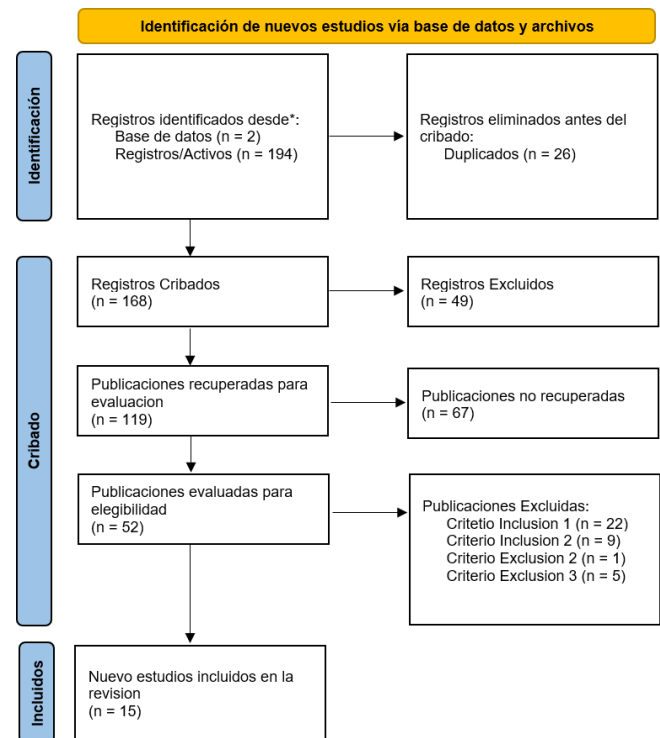 Identificación de nuevos estudios vía base de datos y archivos
Identificación
Registros identificados desde*:
Base de datos (n = 2)
Registros/Activos (n = 194)
Registros eliminados antes del
cribado:
Duplicados (n = 26)
Cribado
Registros Cribados
(n = 168)
Registros Excluidos
(n = 49)
Publicaciones recuperadas para
evaluacion
(n = 119)
Publicaciones no recuperadas
(n = 67)
Publicaciones evaluadas para
elegibilidad
(n = 52)
Publicaciones Excluidas:
Critetio Inclusion 1 (n = 22)
Criterio Inclusion 2 (n = 9)
Criterio Exclusion 2 (n = 1)
Criterio Exclusion 3 (n = 5)
Incluidos
Nuevo estudios incluidos en la
revision
(n = 15)